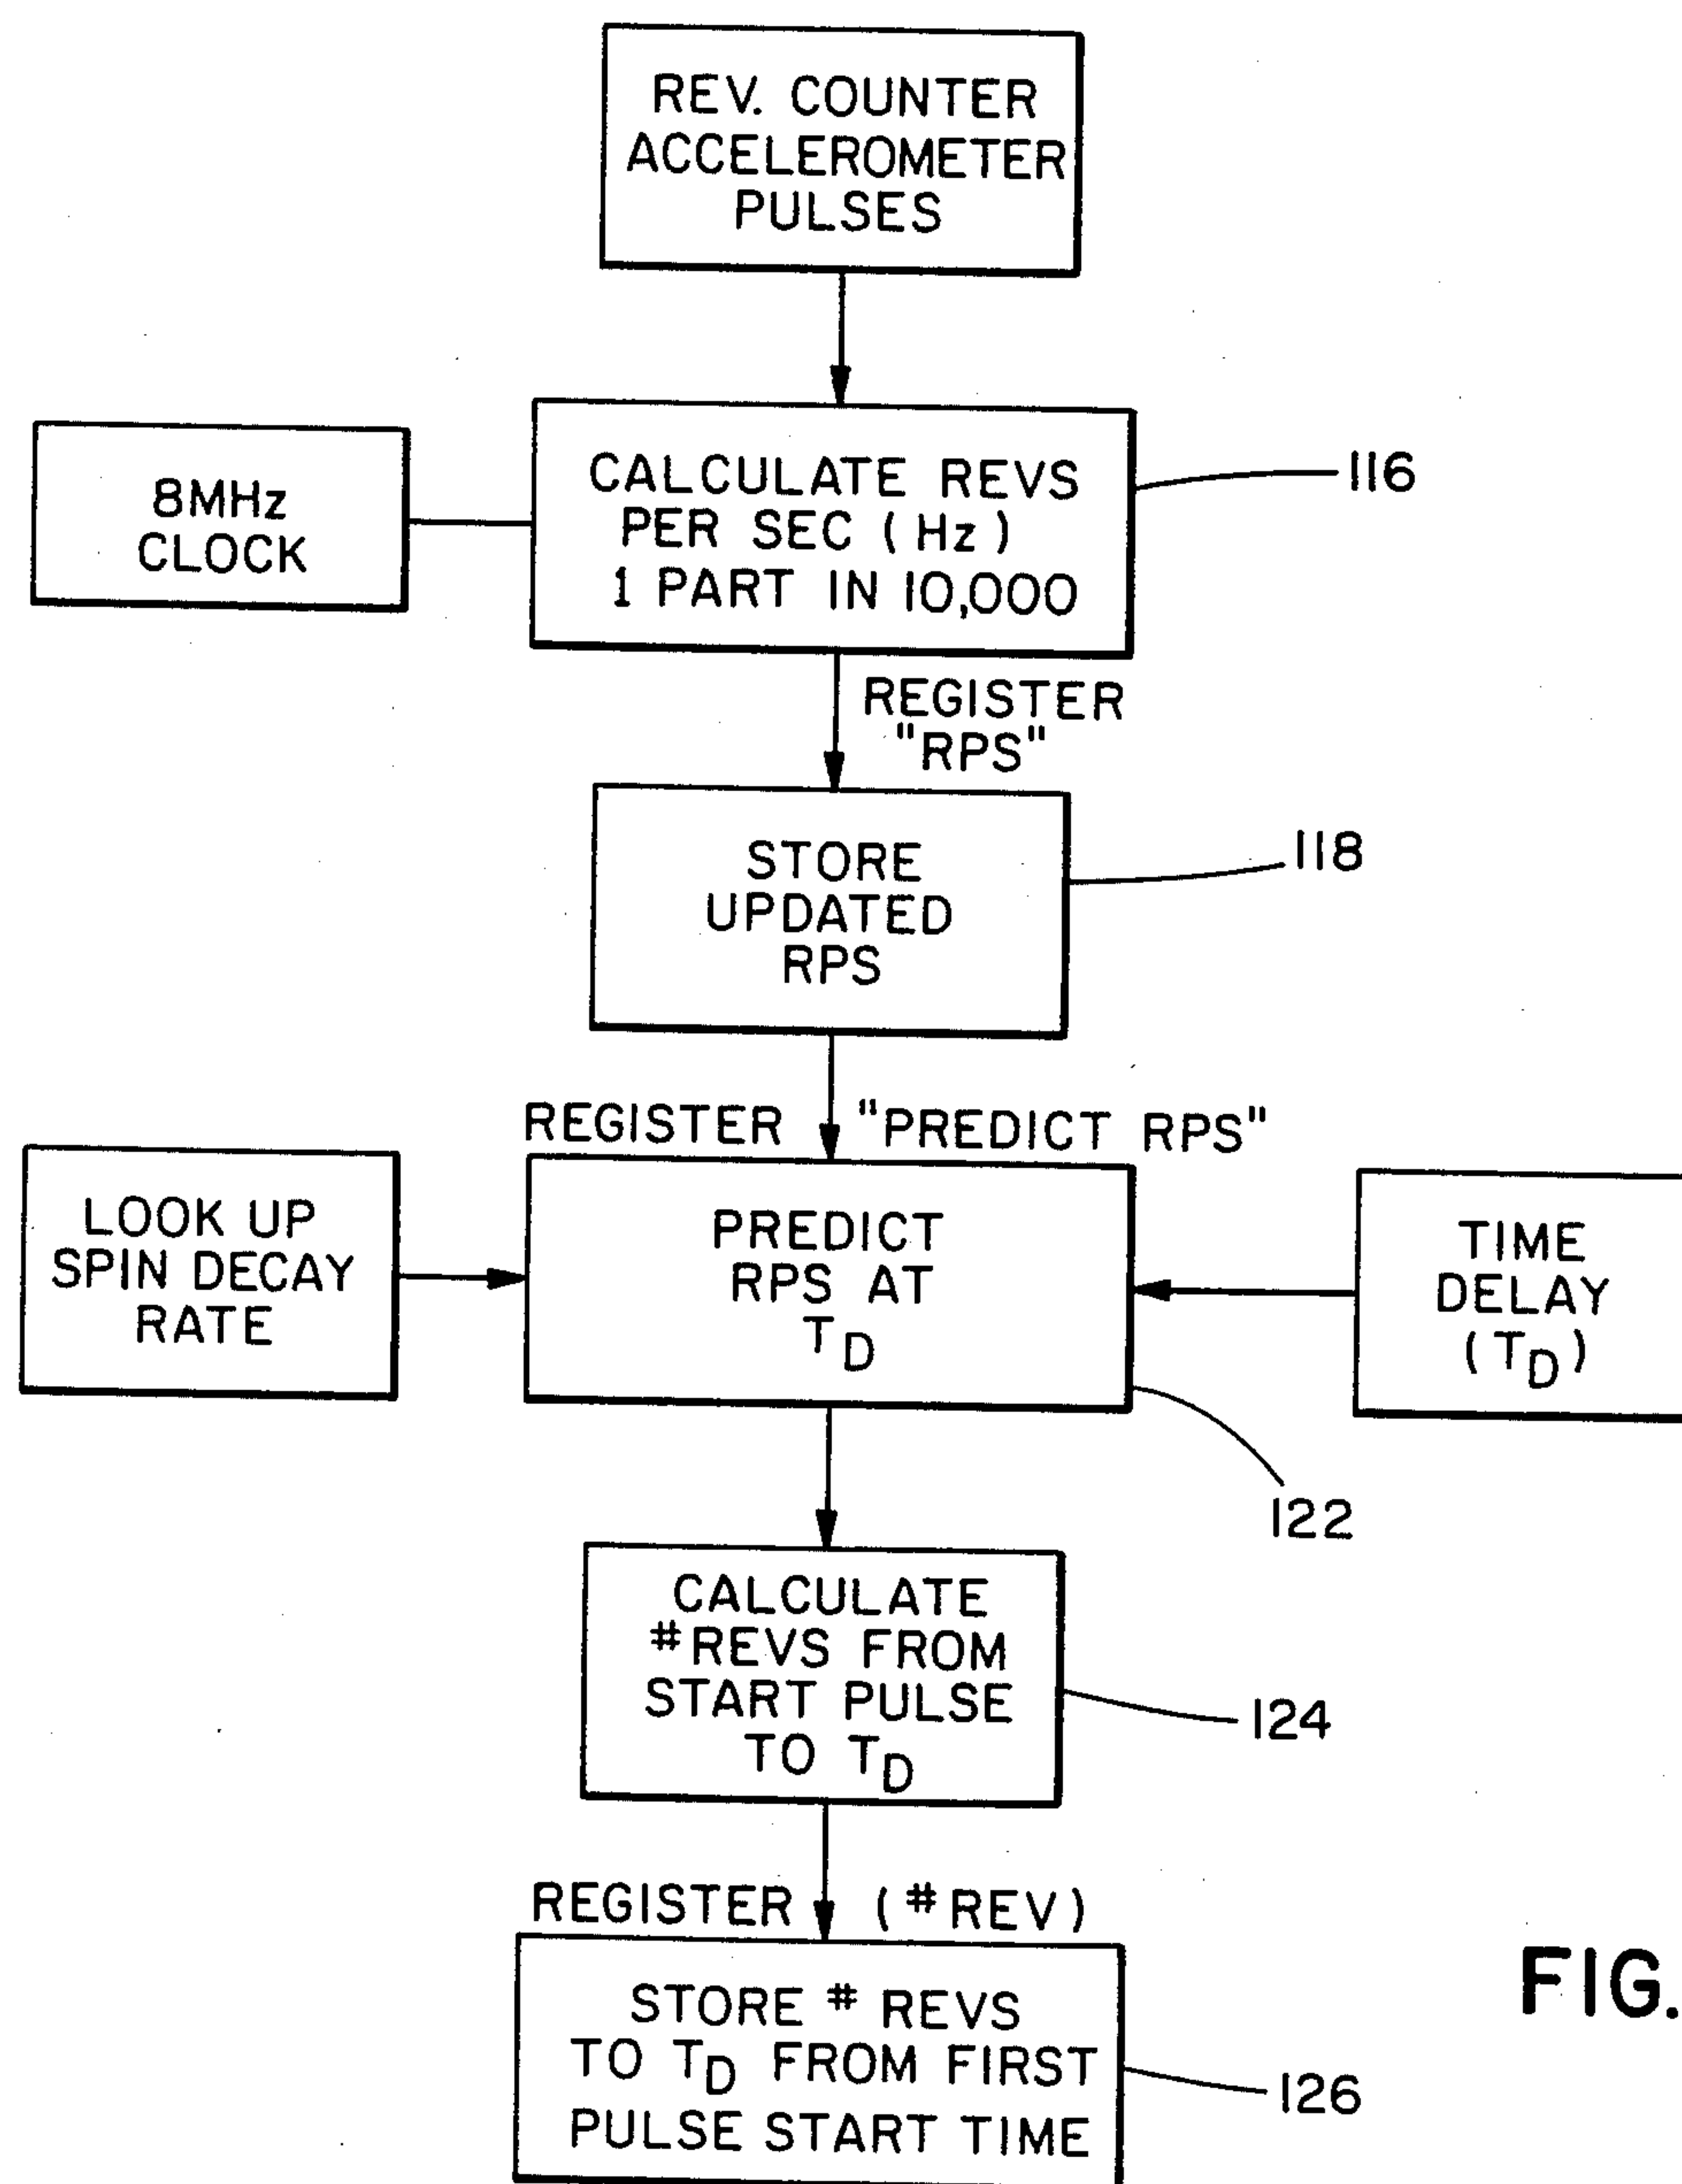 REV. COUNTER
ACCELEROMETER
PULSES
8MHz
CLOCK
CALCULATE REVS
PER SEC (Hz)
1 PART IN 10,000
116
REGISTER
"RPS"
STORE
UPDATED
RPS
118
REGISTER "PREDICT RPS"
LOOK UP
SPIN DECAY
RATE
PREDICT
RPS AT
TD
TIME
DELAY
(TD)
122
CALCULATE
#REVS FROM
START PULSE
TO TD
124
REGISTER (#REV)
STORE # REVS
TO TD FROM FIRST
PULSE START TIME
126
FIG.